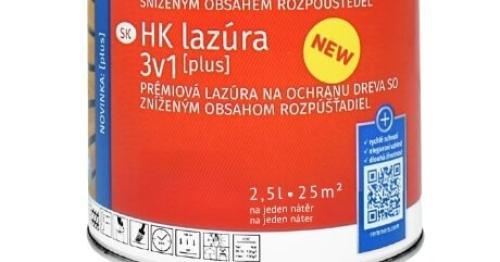 SNÍŽENÝM OBSAHEM ROZPOUŠTĚDEL
SK HK lazúra
3v1 [plus]
NEW
PRÉMIOVÁ LAZÚRA NA OCHRANU DREVA SO
ZNÍŽENÝM OBSAHOM ROZPÚŠŤADIEL
NOVINKA: [plus]
2,5l • 25m²
na jeden nátěr
na jeden náter